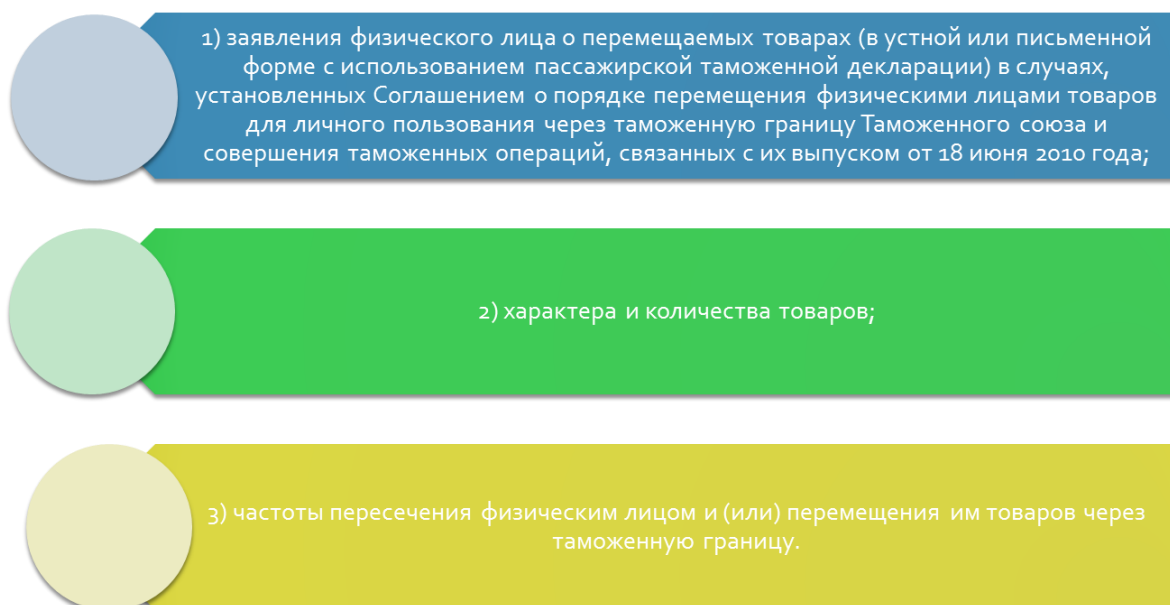 1) заявления физического лица о перемещаемых товарах (в устной или письменной
форме с использованием пассажирской таможенной декларации) в случаях,
установленных Соглашением о порядке перемещения физическими лицами товаров
для личного пользования через таможенную границу Таможенного союза и
совершения таможенных операций, связанных с их выпуском от 18 июня 2010 года;
2) характера и количества товаров;
3) частоты пересечения физическим лицом и (или) перемещения им товаров через
таможенную границу.